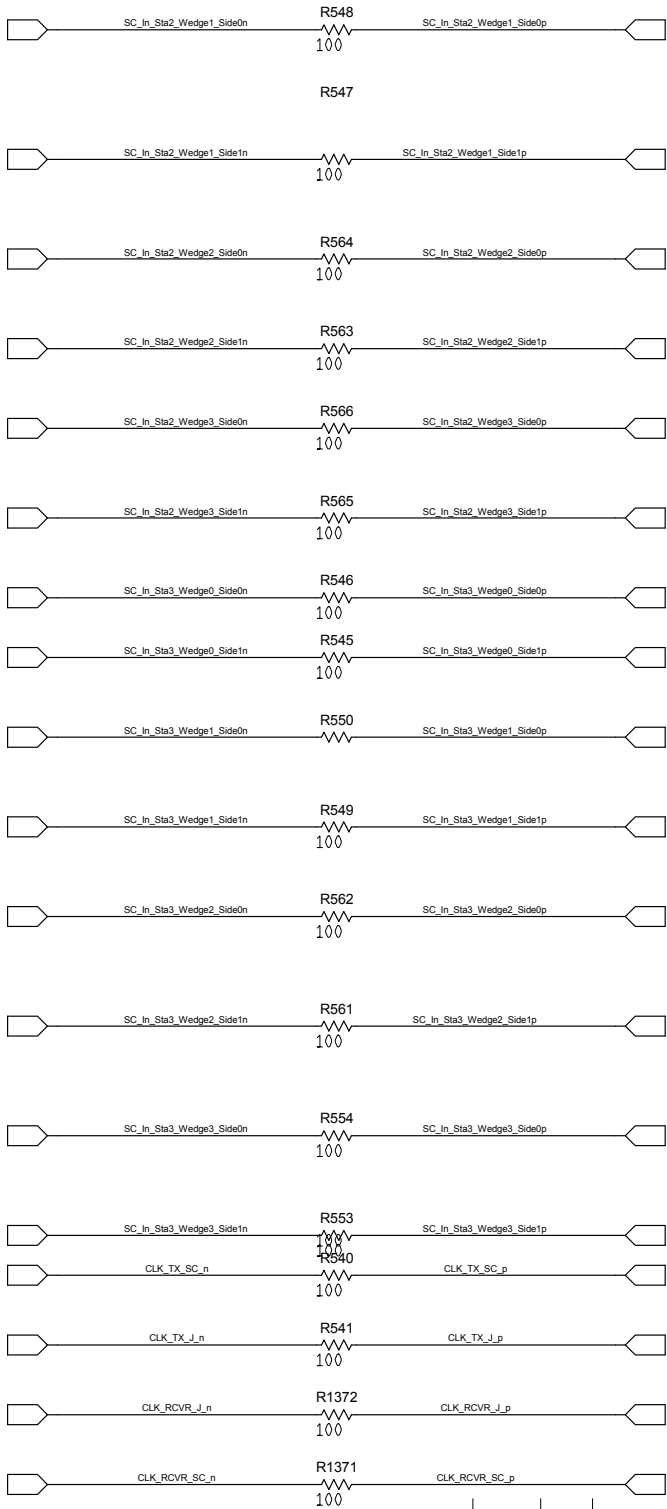 R548
SC_In_Sta2_Wedge1_Side0n SC_In_Sta2_Wedge1_Side0p
100
R547
SC_In_Sta2_Wedge1_Side1n SC_In_Sta2_Wedge1_Side1p
100
R564
SC_In_Sta2_Wedge2_Side0n SC_In_Sta2_Wedge2_Side0p
100
R563
SC_In_Sta2_Wedge2_Side1n SC_In_Sta2_Wedge2_Side1p
100
R566
SC_In_Sta2_Wedge3_Side0n SC_In_Sta2_Wedge3_Side0p
100
R565
SC_In_Sta2_Wedge3_Side1n SC_In_Sta2_Wedge3_Side1p
100
R546
SC_In_Sta3_Wedge0_Side0n SC_In_Sta3_Wedge0_Side0p
100
R545
SC_In_Sta3_Wedge0_Side1n SC_In_Sta3_Wedge0_Side1p
100
R550
SC_In_Sta3_Wedge1_Side0n SC_In_Sta3_Wedge1_Side0p
R549
SC_In_Sta3_Wedge1_Side1n SC_In_Sta3_Wedge1_Side1p
100
R562
SC_In_Sta3_Wedge2_Side0n SC_In_Sta3_Wedge2_Side0p
100
R561
SC_In_Sta3_Wedge2_Side1n SC_In_Sta3_Wedge2_Side1p
100
R554
SC_In_Sta3_Wedge3_Side0n SC_In_Sta3_Wedge3_Side0p
100
R553
SC_In_Sta3_Wedge3_Side1n SC_In_Sta3_Wedge3_Side1p
100
100
R540
CLK_TX_SC_n CLK_TX_SC_p
100
R541
CLK_TX_J_n CLK_TX_J_p
100
R1372
CLK_RCVR_J_n CLK_RCVR_J_p
100
R1371
CLK_RCVR_SC_n CLK_RCVR_SC_p
100